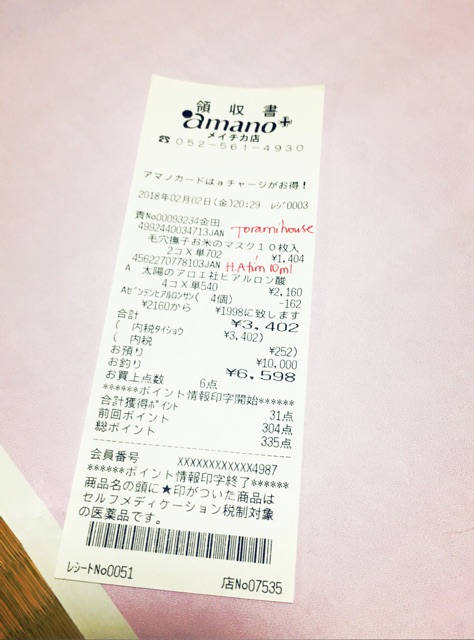 領収書
amano+
メイチカ店
☎052-561-4930
アマノカードはaチャージがお得!
2018年02月02日(金)20:29 レジ0003
責No00093234金田
4992440034713JAN Toramihouse
毛穴撫子お米のマスク10枚入
2コ×単702 ¥1,404
4562270778103JAN H.A 10ml
A 太陽のアロエ社ヒアルロン酸
4コ×単540 ¥2,160
Aゼンデンヒアルロンサン( 4個) -162
¥2160から ¥1998に致します
合計 ¥3,402
( 内税タイショウ ¥3,402)
( 内税 ¥252)
お預り ¥10,000
お釣り ¥6,598
お買上点数 6点
******ポイント情報印字開始******
合計獲得ポイント 31点
前回ポイント 304点
総ポイント 335点
会員番号 XXXXXXXXXXXX4987
******ポイント情報印字終了******
商品名の頭に★印がついた商品は
セルフメディケーション税制対象
の医薬品です。
レシートNo0051 店No07535